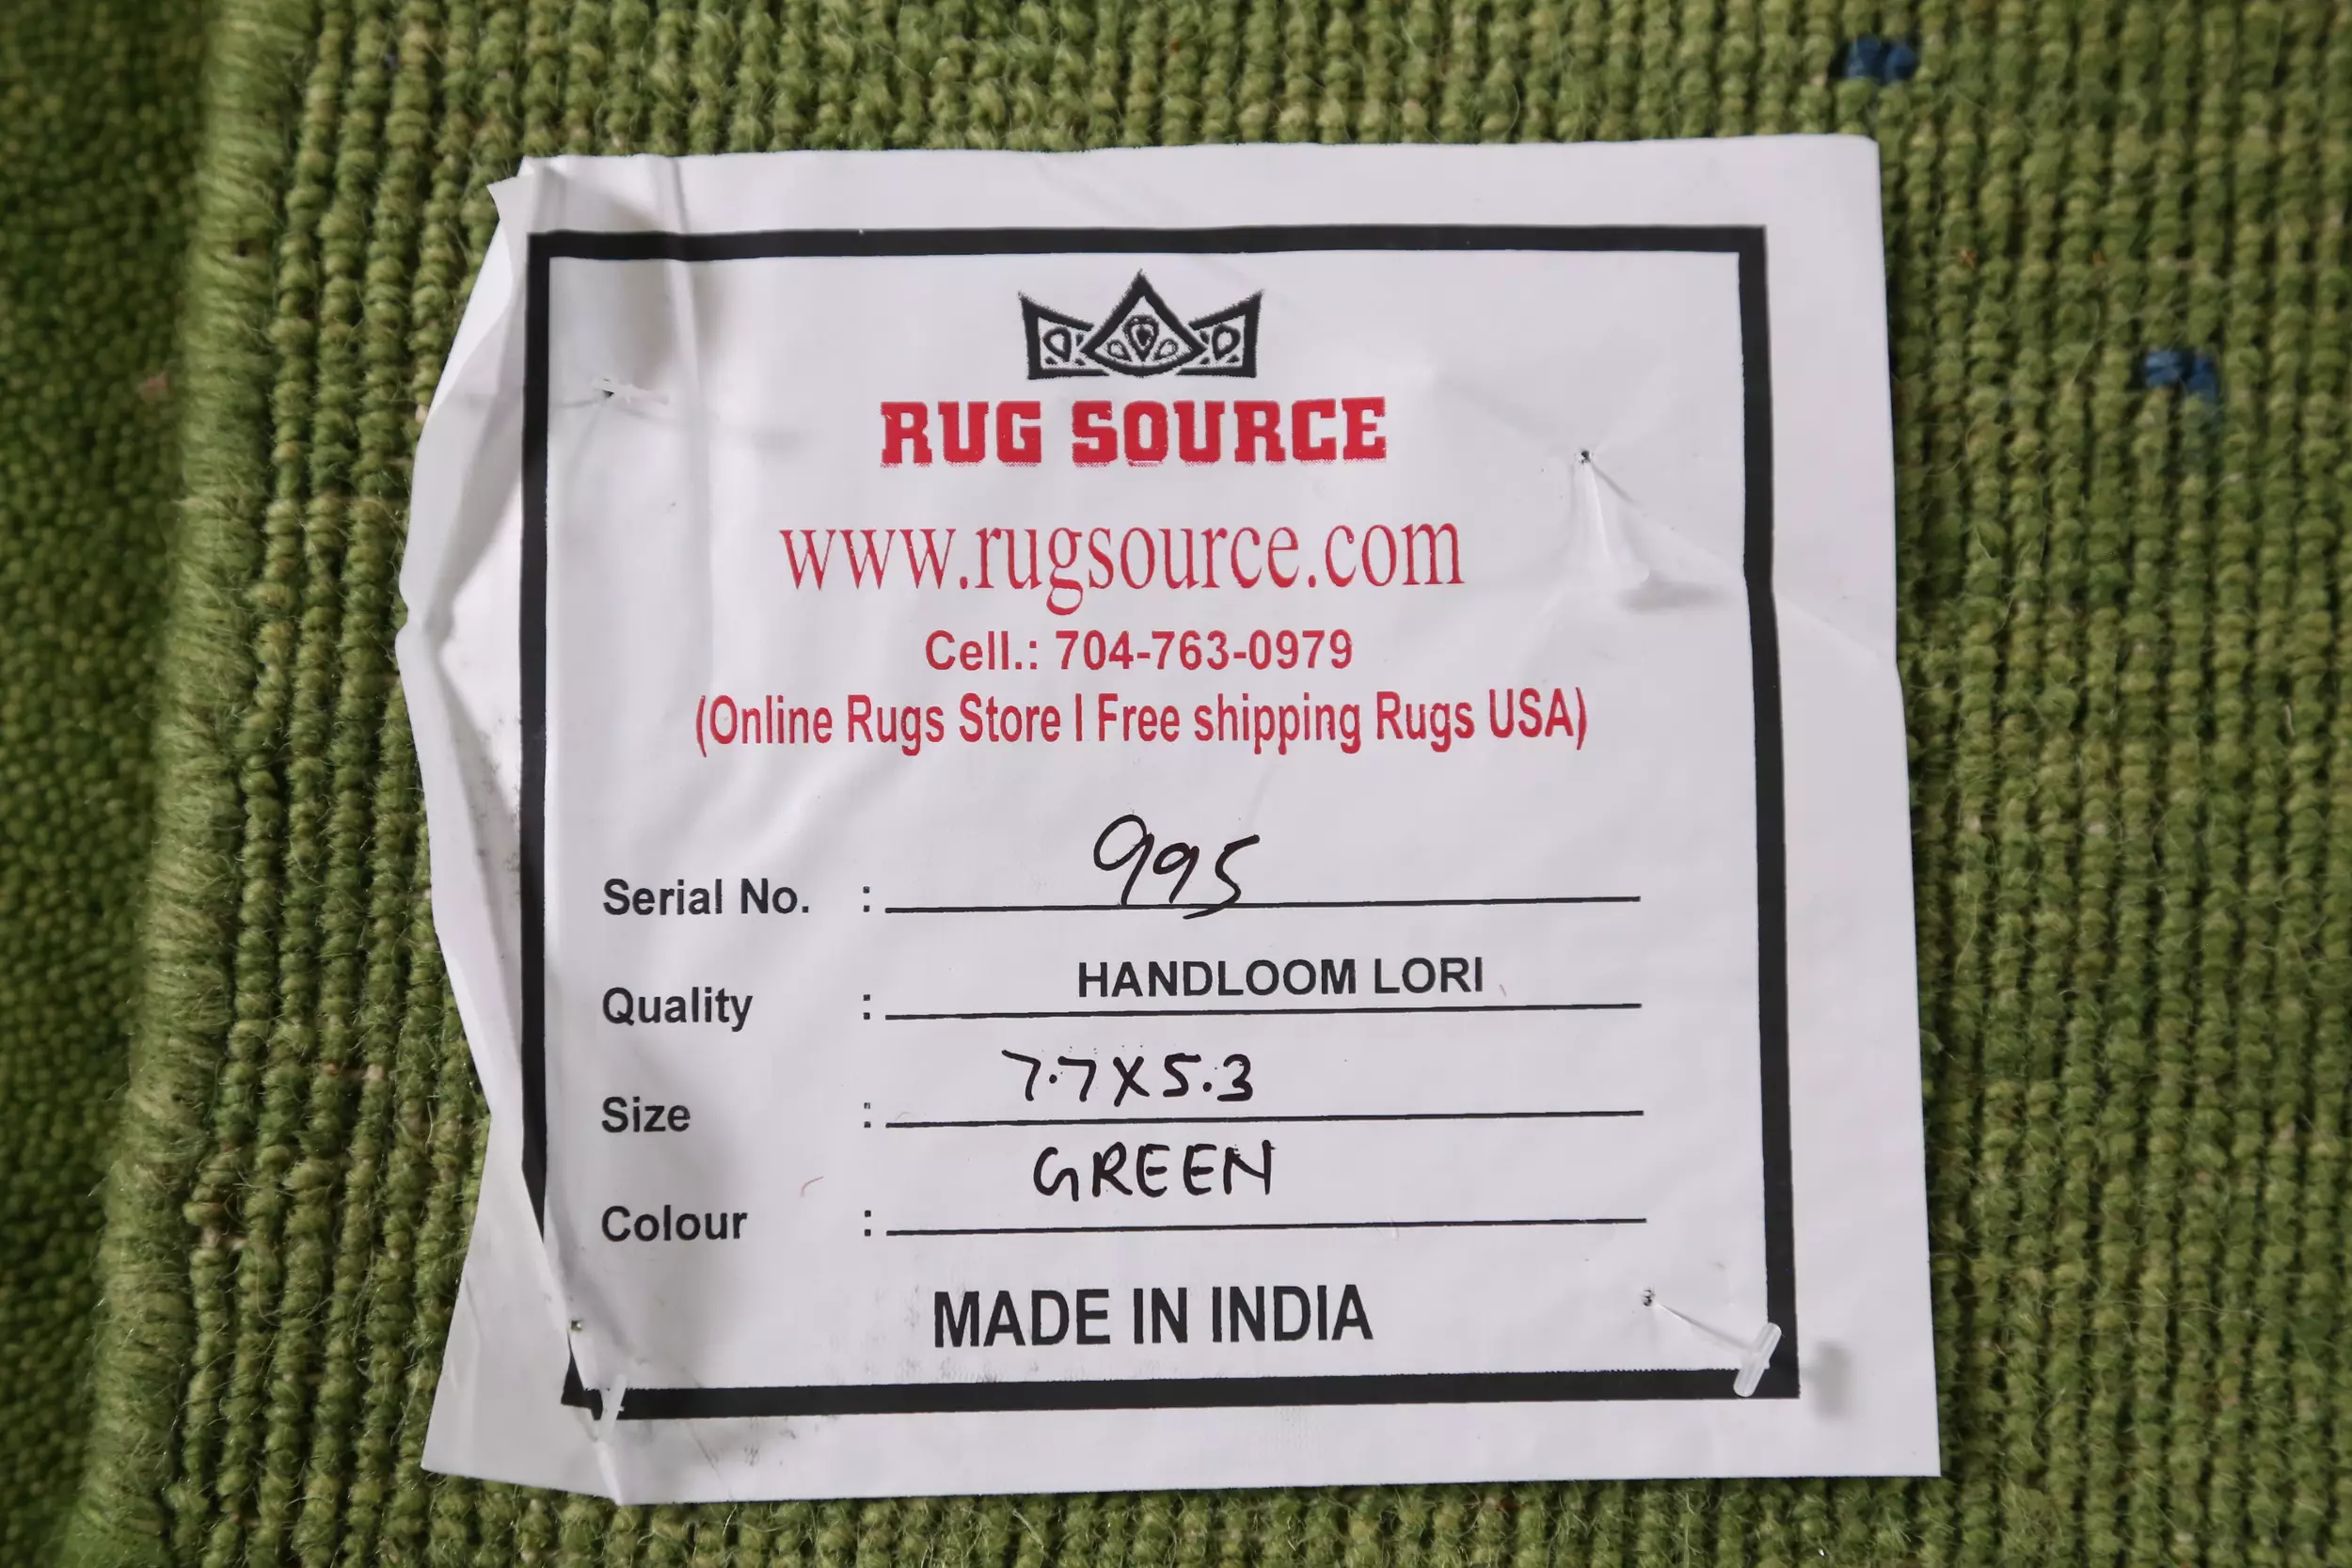 RUG SOURCE
www.rugsource.com
Cell.: 704-763-0979
(Online Rugs Store | Free shipping Rugs USA)
Serial No. : 995
Quality : HANDLOOM LORI
Size : 7.7X5.3
Colour : GREEN
MADE IN INDIA